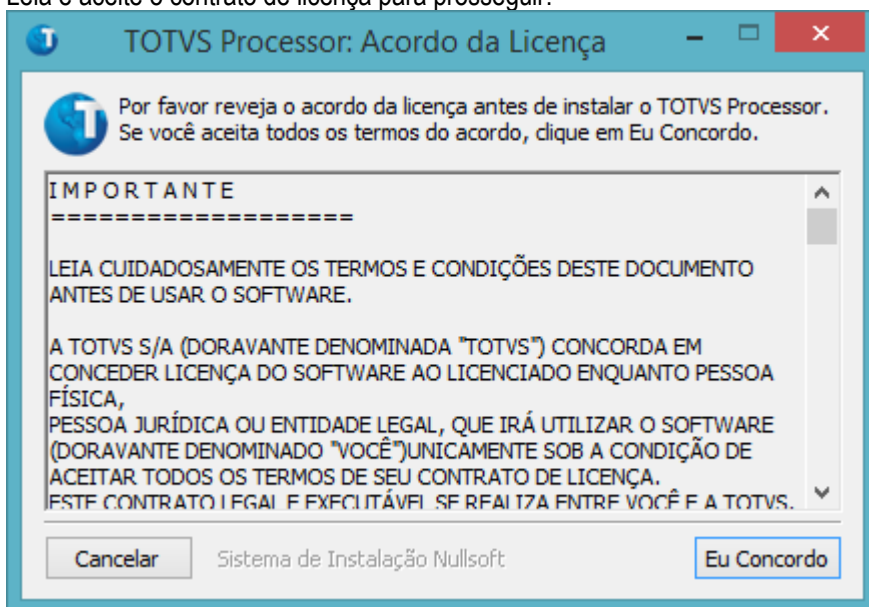 Leia e aceite o contrato de licença para prosseguir.
TOTVS Processor: Acordo da Licença
Por favor reveja o acordo da licença antes de instalar o TOTVS Processor.
Se você aceita todos os termos do acordo, clique em Eu Concordo.
I M P O R T A N T E
===================
LEIA CUIDADOSAMENTE OS TERMOS E CONDIÇÕES DESTE DOCUMENTO
ANTES DE USAR O SOFTWARE.
A TOTVS S/A (DORAVANTE DENOMINADA "TOTVS") CONCORDA EM
CONCEDER LICENÇA DO SOFTWARE AO LICENCIADO ENQUANTO PESSOA
FÍSICA,
PESSOA JURÍDICA OU ENTIDADE LEGAL, QUE IRÁ UTILIZAR O SOFTWARE
(DORAVANTE DENOMINADO "VOCÊ")UNICAMENTE SOB A CONDIÇÃO DE
ACEITAR TODOS OS TERMOS DE SEU CONTRATO DE LICENÇA.
ESTE CONTRATO LEGAL E EXECUTÁVEL SE REALIZA ENTRE VOCÊ E A TOTVS.
Cancelar
Sistema de Instalação Nullsoft
Eu Concordo